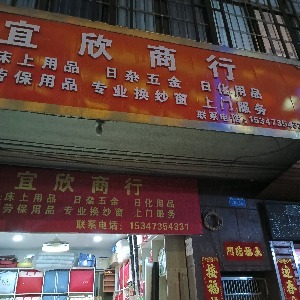 宜欣商行
床上用品 日杂五金 日化用品
劳保用品 专业换纱窗 上门服务
联系电话：15347354331
宜欣商行
床上用品 日杂五金 日化用品
劳保用品 专业换纱窗 上门服务
联系电话：15347354331